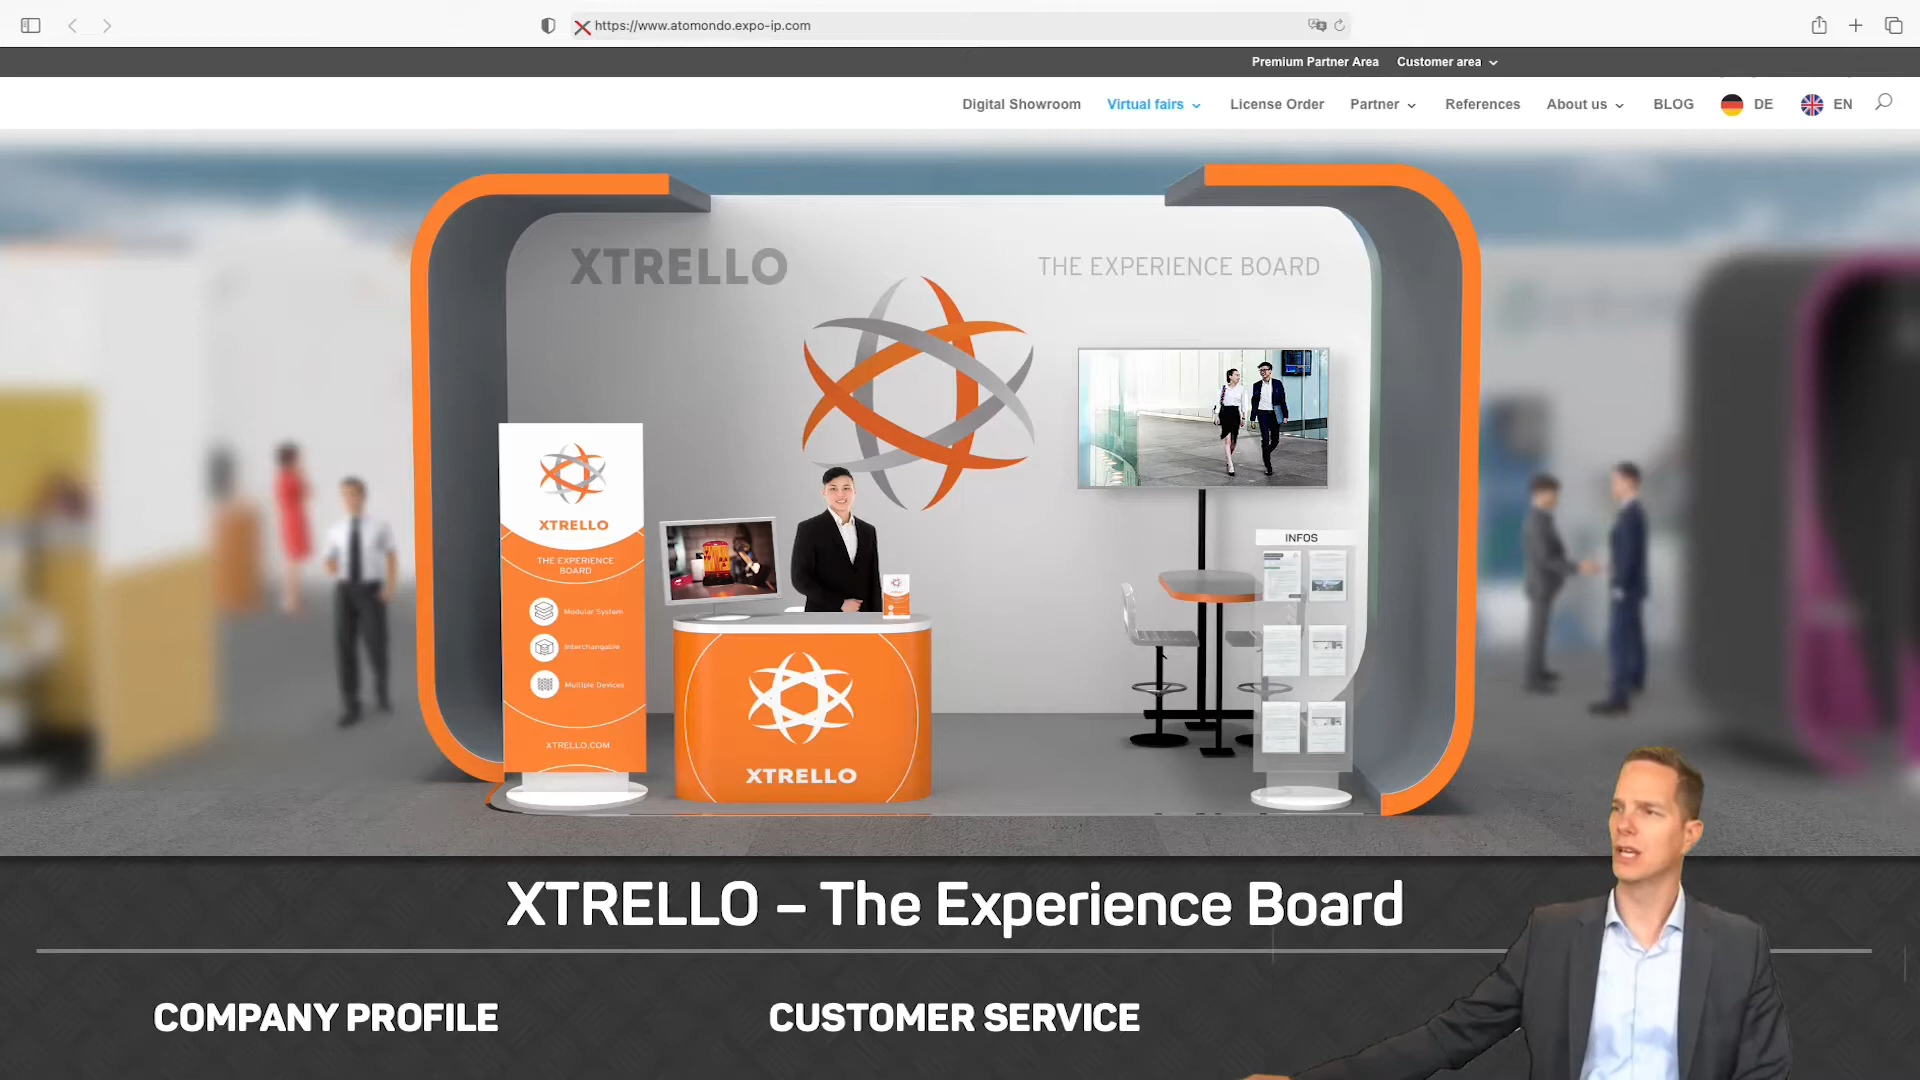 https://www.atomondo.expo-ip.com
Premium Partner Area Customer area
Digital Showroom Virtual fairs License Order Partner References About us BLOG DE EN
XTRELLO
THE EXPERIENCE BOARD
XTRELLO
THE EXPERIENCE
BOARD
Modular System
Multiple Devices
XTRELLO.COM
XTRELLO
INFOS
XTRELLO – The Experience Board
COMPANY PROFILE
CUSTOMER SERVICE